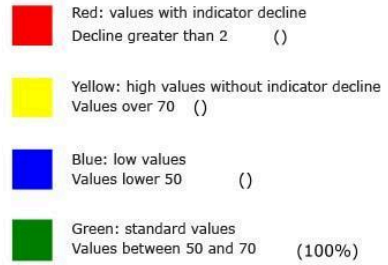 Red: values with indicator decline
Decline greater than 2 ()
Yellow: high values without indicator decline
Values over 70 ()
Blue: low values
Values lower 50 ()
Green: standard values
Values between 50 and 70 (100%)